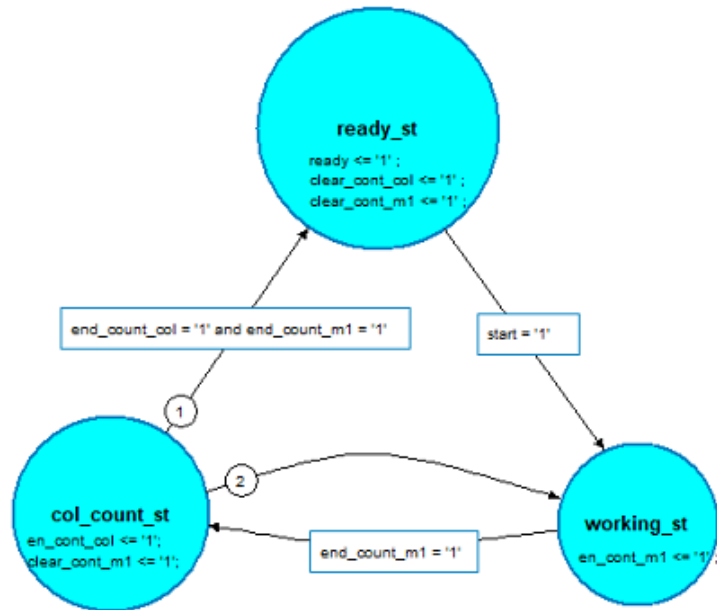 ready_st
ready <= '1' ;
clear_cont_col <= '1' ;
clear_cont_m1 <= '1' ;
end_count_col = '1' and end_count_m1 = '1'
start = '1'
1
2
col_count_st
en_cont_col <= '1';
clear_cont_m1 <= '1';
end_count_m1 = '1'
working_st
en_cont_m1 <= '1' ;